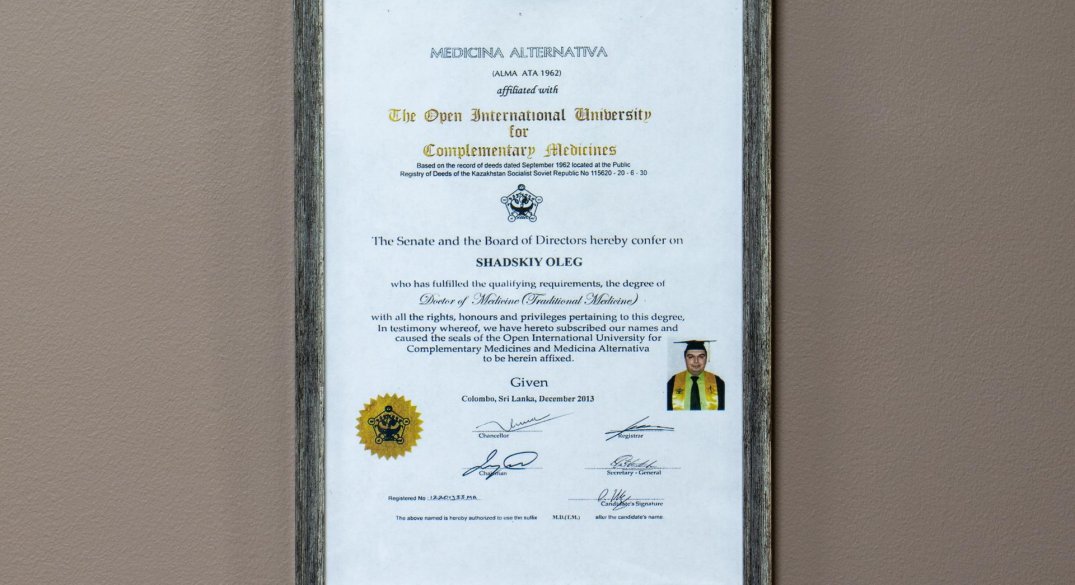 MEDICINA ALTERNATIVA
(ALMA ATA 1962)
affiliated with
The Open International University
for
Complementary Medicines
Based on the record of deeds dated September 1962 located at the Public
Registry of Deeds of the Kazakhstan Socialist Soviet Republic No 115620 - 20 - 6 - 30
The Senate and the Board of Directors hereby confer on
SHADSKIY OLEG
who has fulfilled the qualifying requirements, the degree of
Doctor of Medicine (Traditional Medicine)
with all the rights, honours and privileges pertaining to this degree,
In testimony whereof, we have hereto subscribed our names and
caused the seals of the Open International University for
Complementary Medicines and Medicina Alternativa
to be herein affixed.
Given
Colombo, Sri Lanka, December 2013
Chancellor
Registrar
Chairman
Secretary - General
Candidate's Signature
Registered No :
The above named is hereby authorized to use the suffix M.D.(T.M.) after the candidate's name